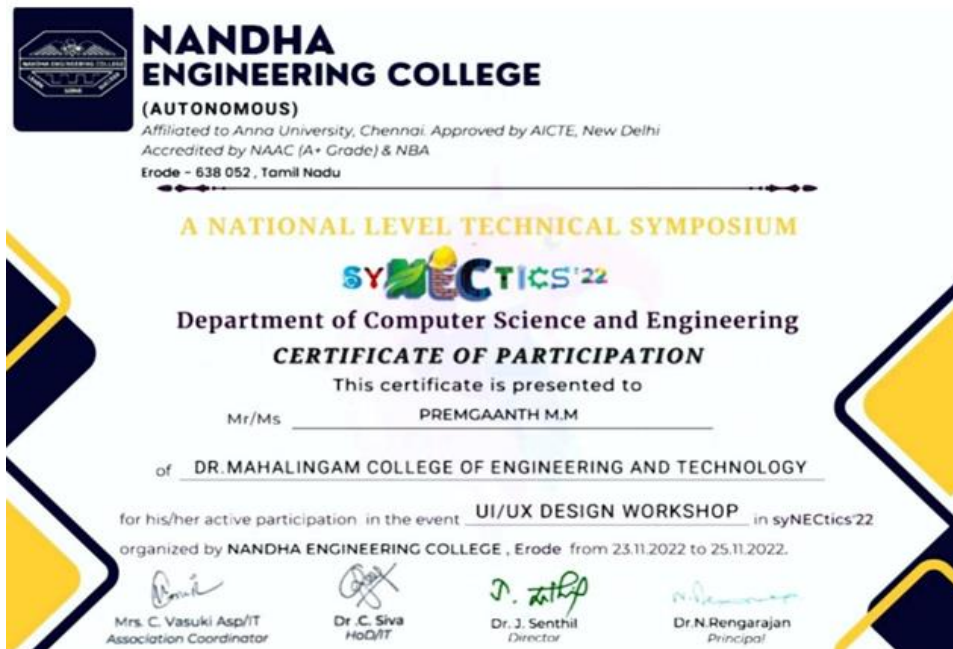 NANDHA
ENGINEERING COLLEGE
(AUTONOMOUS)
Affiliated to Anna University, Chennai. Approved by AICTE, New Delhi
Accredited by NAAC (A+ Grade) & NBA
Erode - 638 052 , Tamil Nadu
A NATIONAL LEVEL TECHNICAL SYMPOSIUM
SYNECTICS'22
Department of Computer Science and Engineering
CERTIFICATE OF PARTICIPATION
This certificate is presented to
Mr/Ms PREMGAANTH M.M
of DR.MAHALINGAM COLLEGE OF ENGINEERING AND TECHNOLOGY
for his/her active participation in the event UI/UX DESIGN WORKSHOP in syNECtics'22
organized by NANDHA ENGINEERING COLLEGE , Erode from 23.11.2022 to 25.11.2022.
Mrs. C. Vasuki Asp/IT Dr .C. Siva Dr. J. Senthil Dr.N.Rengarajan
Association Coordinator HoD/IT Director Principal